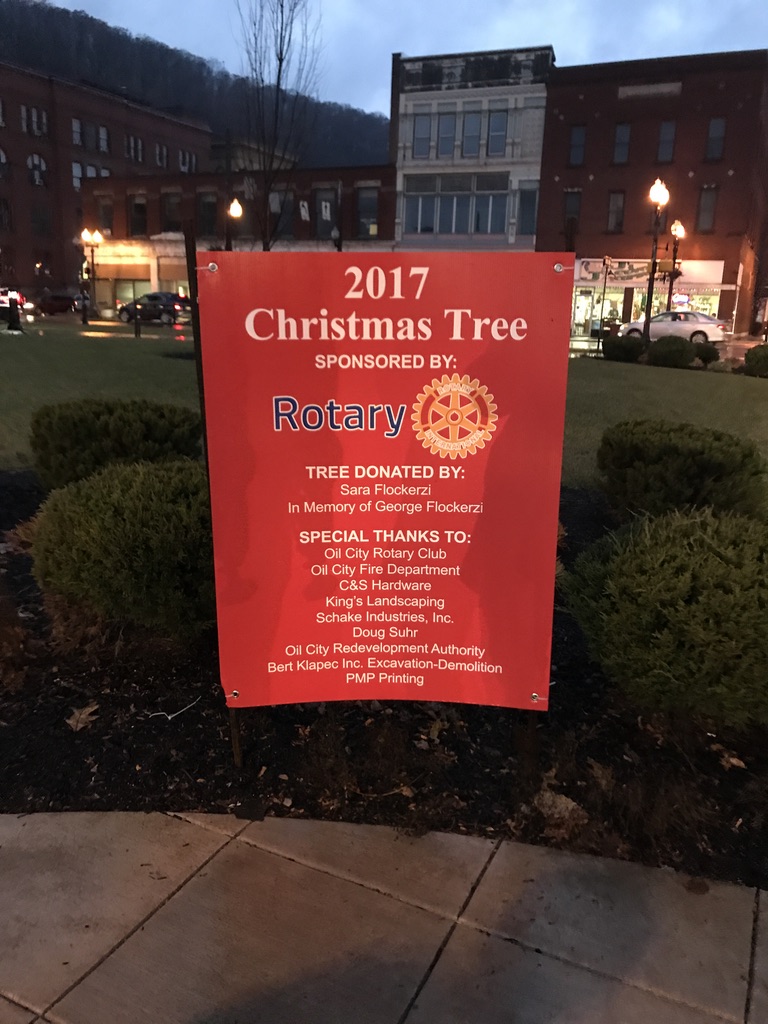 2017
Christmas Tree
SPONSORED BY:
Rotary
ROTARY
INTERNATIONAL
TREE DONATED BY:
Sara Flockerzi
In Memory of George Flockerzi
SPECIAL THANKS TO:
Oil City Rotary Club
Oil City Fire Department
C&S Hardware
King's Landscaping
Schake Industries, Inc.
Doug Suhr
Oil City Redevelopment Authority
Bert Klapec Inc. Excavation-Demolition
PMP Printing